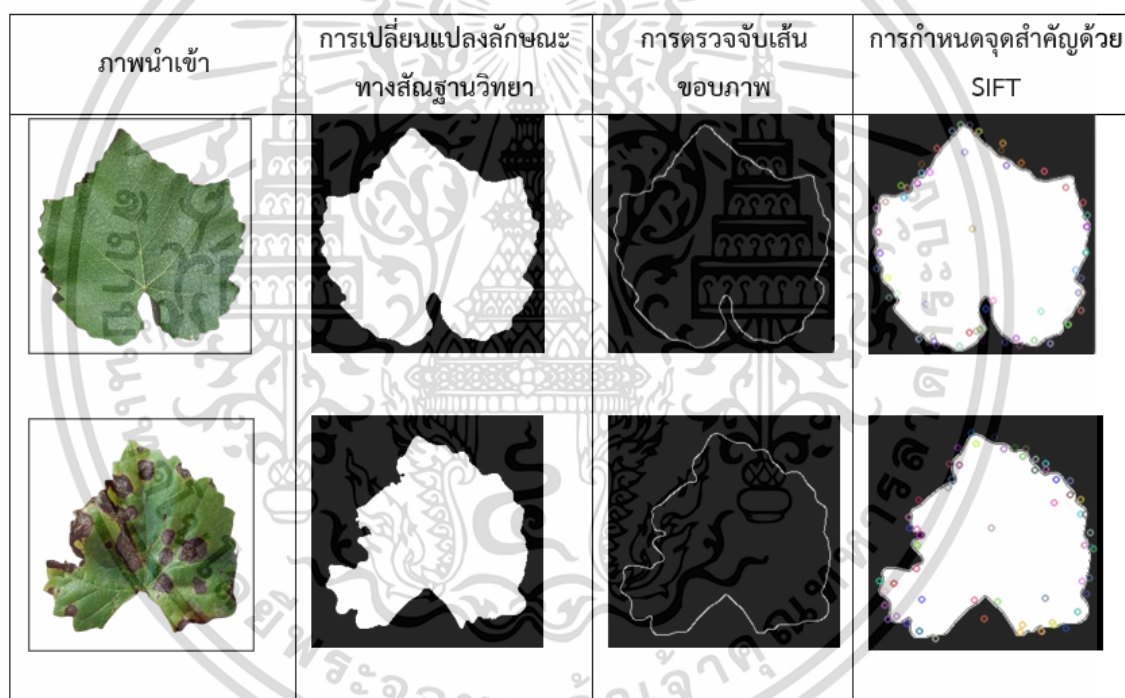 ภาพนำเข้า
การเปลี่ยนแปลงลักษณะ
ทางสัณฐานวิทยา
การตรวจจับเส้น
ขอบภาพ
การกำหนดจุดสำคัญด้วย
SIFT